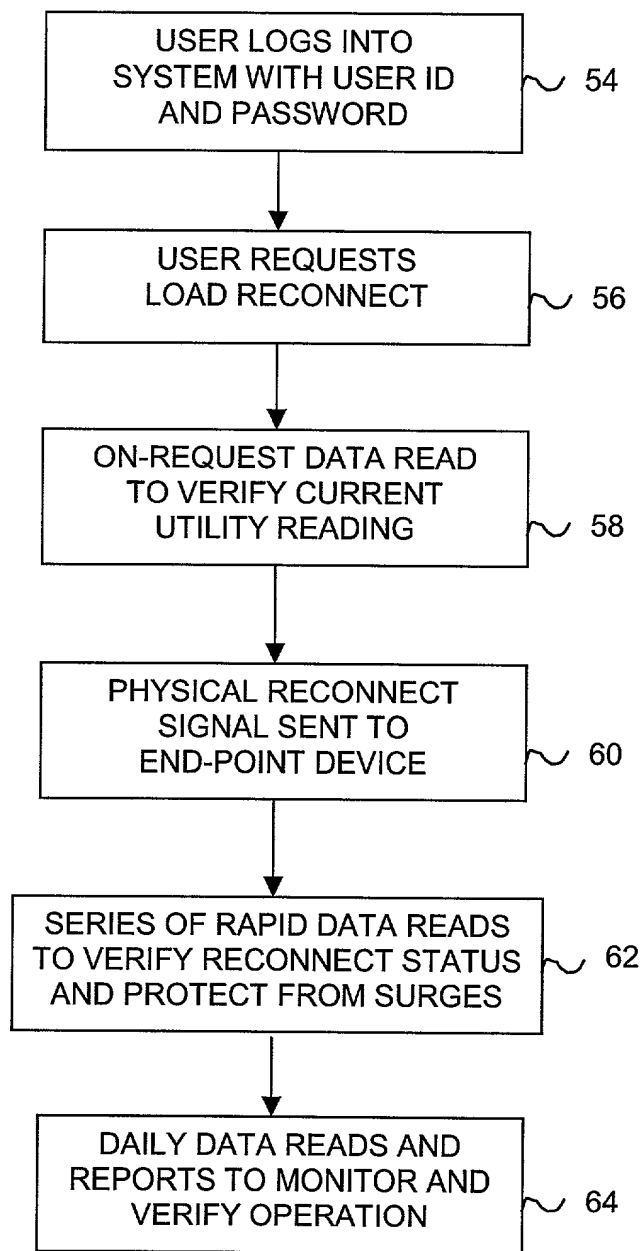 USER LOGS INTO
SYSTEM WITH USER ID
AND PASSWORD
54
USER REQUESTS
LOAD RECONNECT
56
ON-REQUEST DATA READ
TO VERIFY CURRENT
UTILITY READING
58
PHYSICAL RECONNECT
SIGNAL SENT TO
END-POINT DEVICE
60
SERIES OF RAPID DATA READS
TO VERIFY RECONNECT STATUS
AND PROTECT FROM SURGES
62
DAILY DATA READS AND
REPORTS TO MONITOR AND
VERIFY OPERATION
64